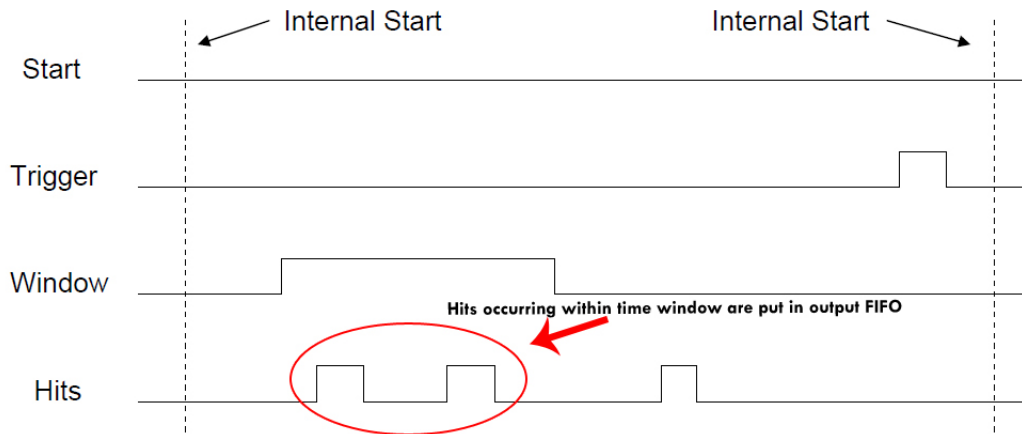 Internal Start
Internal Start
Start
Trigger
Window
Hits occurring within time window are put in output FIFO
Hits